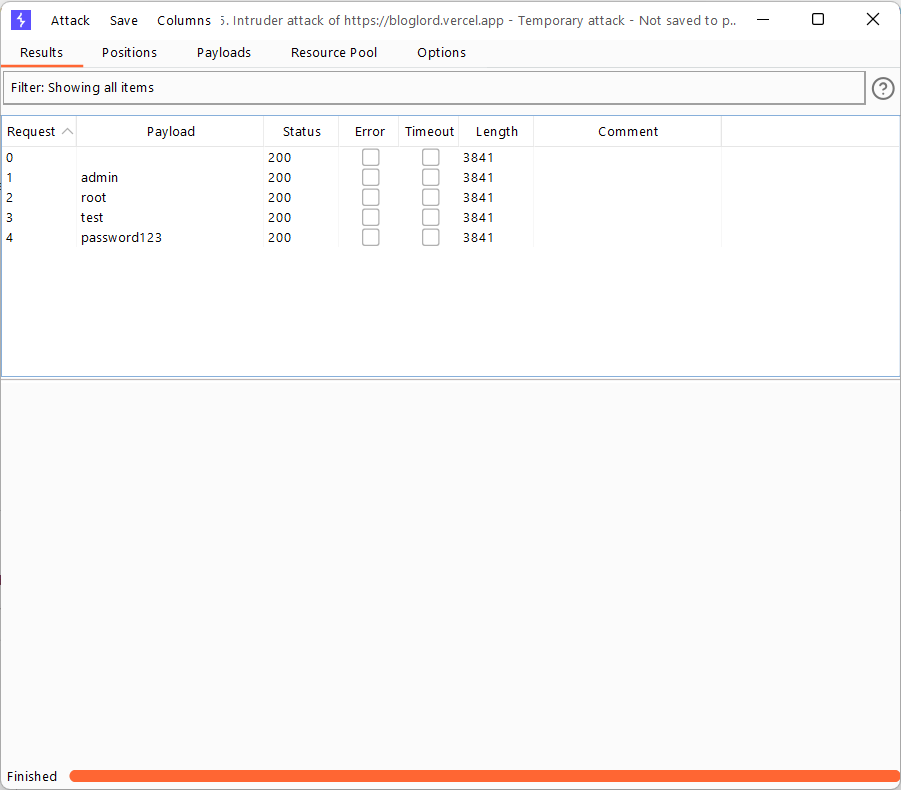 Attack Save Columns 5. Intruder attack of https://bloglord.vercel.app - Temporary attack - Not saved to p..
Results Positions Payloads Resource Pool Options
Filter: Showing all items
?
Request Payload Status Error Timeout Length Comment
0 200 3841
1 admin 200 3841
2 root 200 3841
3 test 200 3841
4 password123 200 3841
Finished